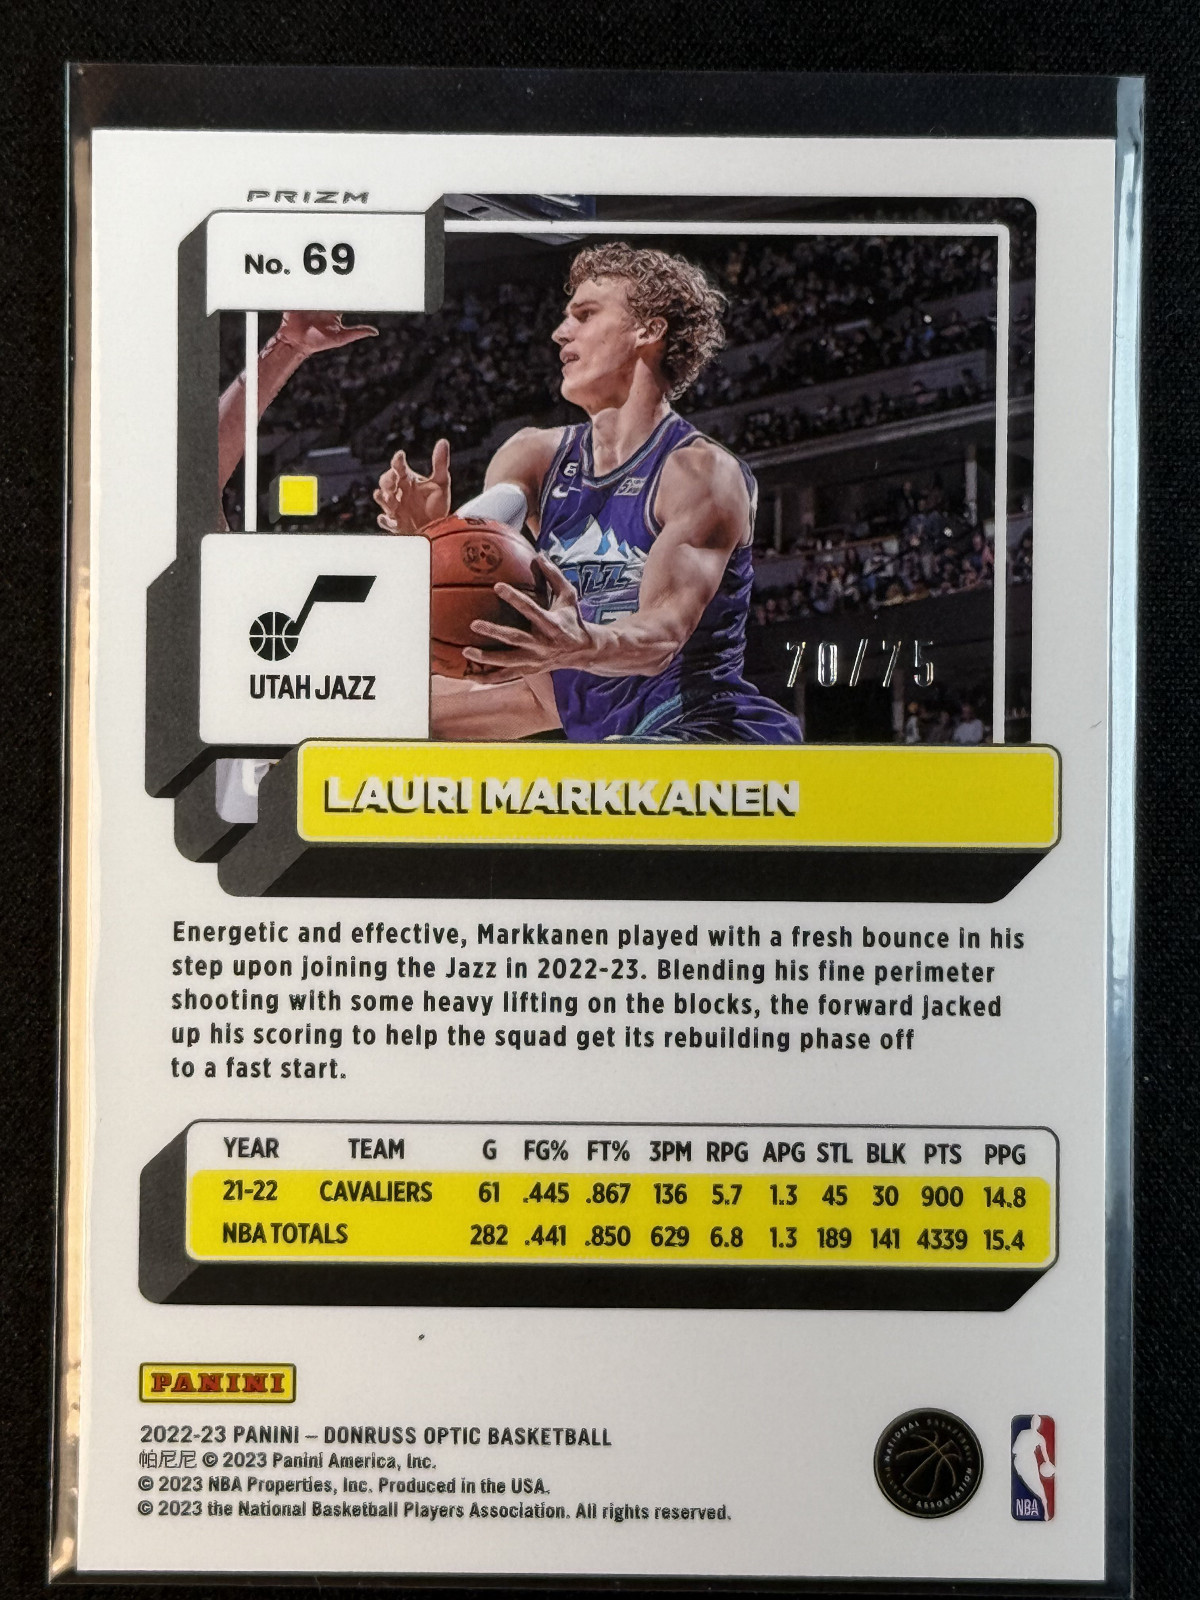 PRIZM
No. 69
6
JAZZ
70/75
UTAH JAZZ
LAURI MARKKANEN
Energetic and effective, Markkanen played with a fresh bounce in his
step upon joining the Jazz in 2022-23. Blending his fine perimeter
shooting with some heavy lifting on the blocks, the forward jacked
up his scoring to help the squad get its rebuilding phase off
to a fast start.
YEAR TEAM G FG% FT% 3PM RPG APG STL BLK PTS PPG
21-22 CAVALIERS 61 .445 .867 136 5.7 1.3 45 30 900 14.8
NBA TOTALS 282 .441 .850 629 6.8 1.3 189 141 4339 15.4
PANINI
2022-23 PANINI – DONRUSS OPTIC BASKETBALL
帕尼尼 © 2023 Panini America, Inc.
© 2023 NBA Properties, Inc. Produced in the USA.
© 2023 the National Basketball Players Association. All rights reserved.
NATIONAL BASKETBALL PLAYERS ASSOCIATION
NBA